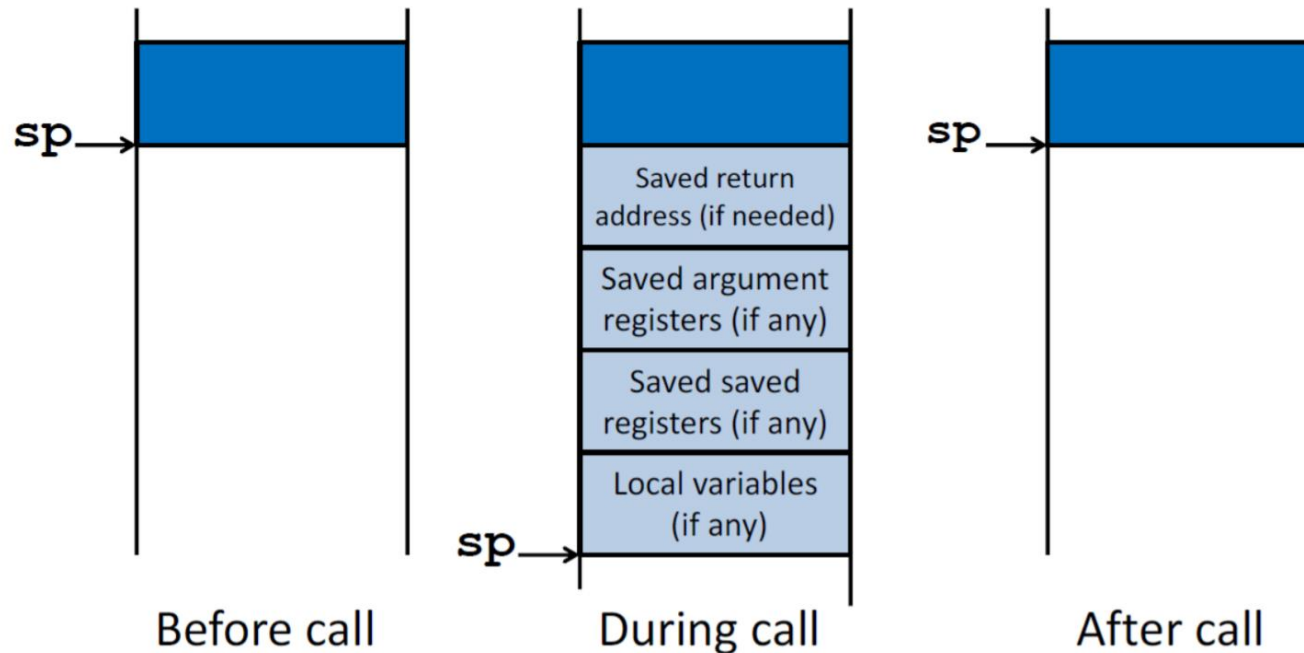 sp
sp
Saved return
address (if needed)
Saved argument
registers (if any)
Saved saved
registers (if any)
Local variables
(if any)
sp
Before call
During call
After call